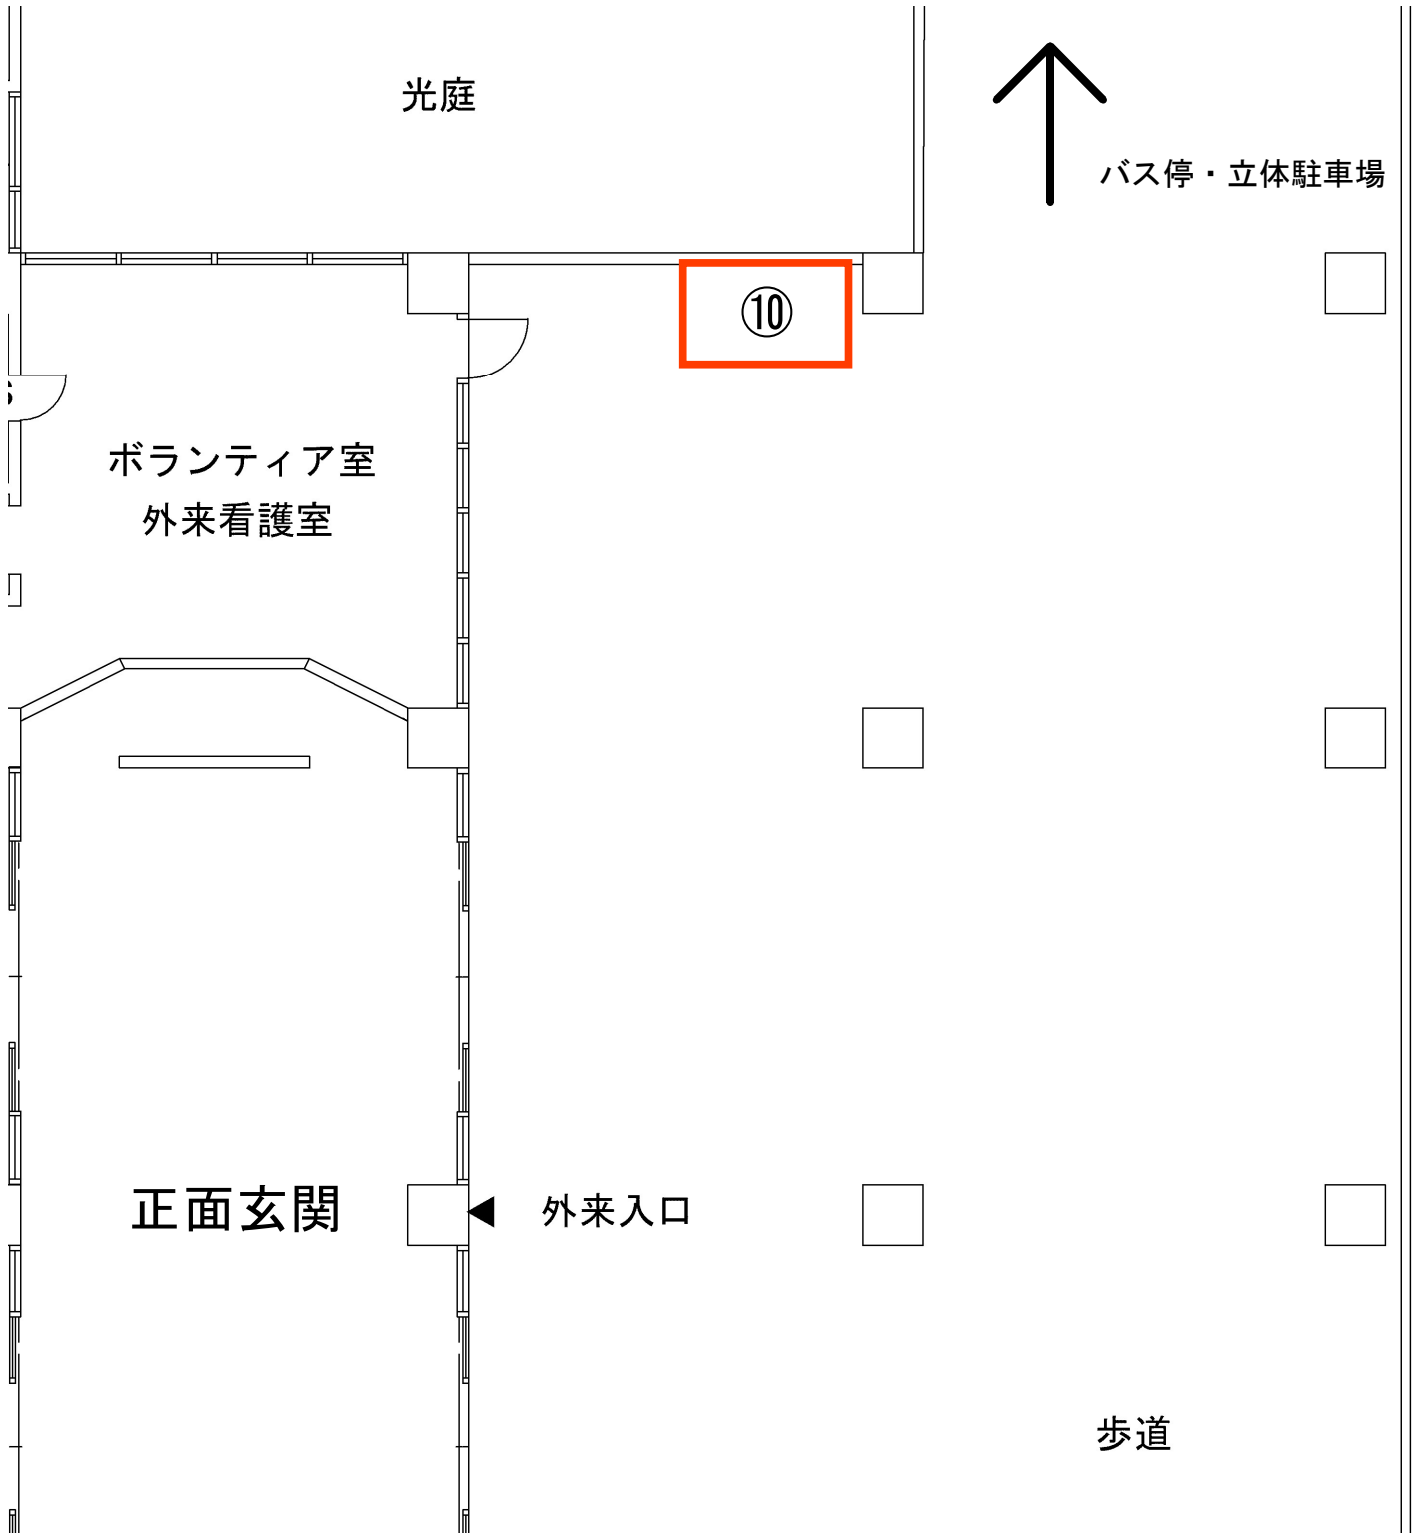 光庭
バス停・立体駐車場
⑩
ボランティア室
外来看護室
正面玄関
外来入口
歩道